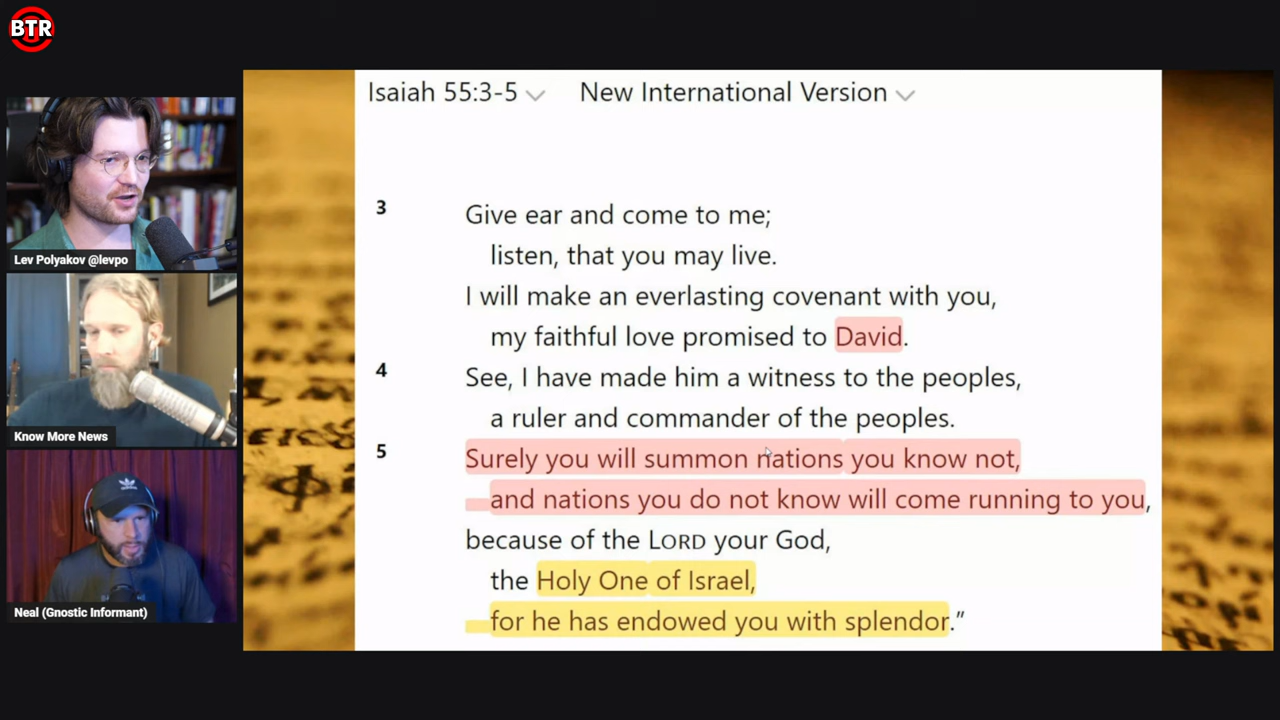 BTR
Isaiah 55:3-5 New International Version
3 Give ear and come to me;
listen, that you may live.
I will make an everlasting covenant with you,
my faithful love promised to David.
4 See, I have made him a witness to the peoples,
a ruler and commander of the peoples.
5 Surely you will summon nations you know not,
and nations you do not know will come running to you,
because of the LORD your God,
the Holy One of Israel,
for he has endowed you with splendor.”
Lev Polyakov @levpo
Know More News
Neal (Gnostic Informant)